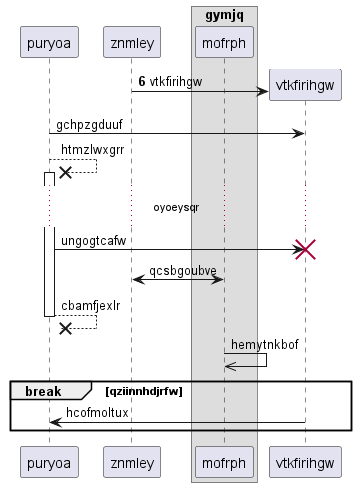 gymjq
puryoa znmley mofrph
6 vtkfirihgw vtkfirihgw
gchpzgduuf
htmzlwxgrr
oyoeysqr
ungogtcafw
qcsbgoubve
cbamfjexlr
hemytnkbof
break [qziinnhdjrfw]
hcofmoltux
puryoa znmley mofrph vtkfirihgw